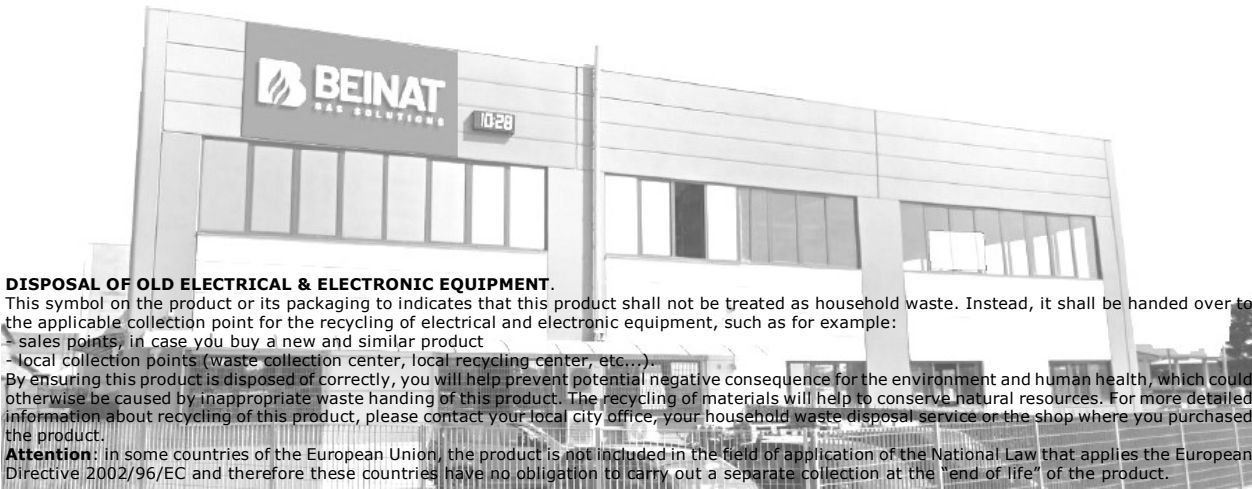 BEINAT
GAS SOLUTIONS
10:28
DISPOSAL OF OLD ELECTRICAL & ELECTRONIC EQUIPMENT.
This symbol on the product or its packaging to indicates that this product shall not be treated as household waste. Instead, it shall be handed over to
the applicable collection point for the recycling of electrical and electronic equipment, such as for example:
- sales points, in case you buy a new and similar product
- local collection points (waste collection center, local recycling center, etc...).
By ensuring this product is disposed of correctly, you will help prevent potential negative consequence for the environment and human health, which could
otherwise be caused by inappropriate waste handing of this product. The recycling of materials will help to conserve natural resources. For more detailed
information about recycling of this product, please contact your local city office, your household waste disposal service or the shop where you purchased
the product.
Attention: in some countries of the European Union, the product is not included in the field of application of the National Law that applies the European
Directive 2002/96/EC and therefore these countries have no obligation to carry out a separate collection at the “end of life” of the product.